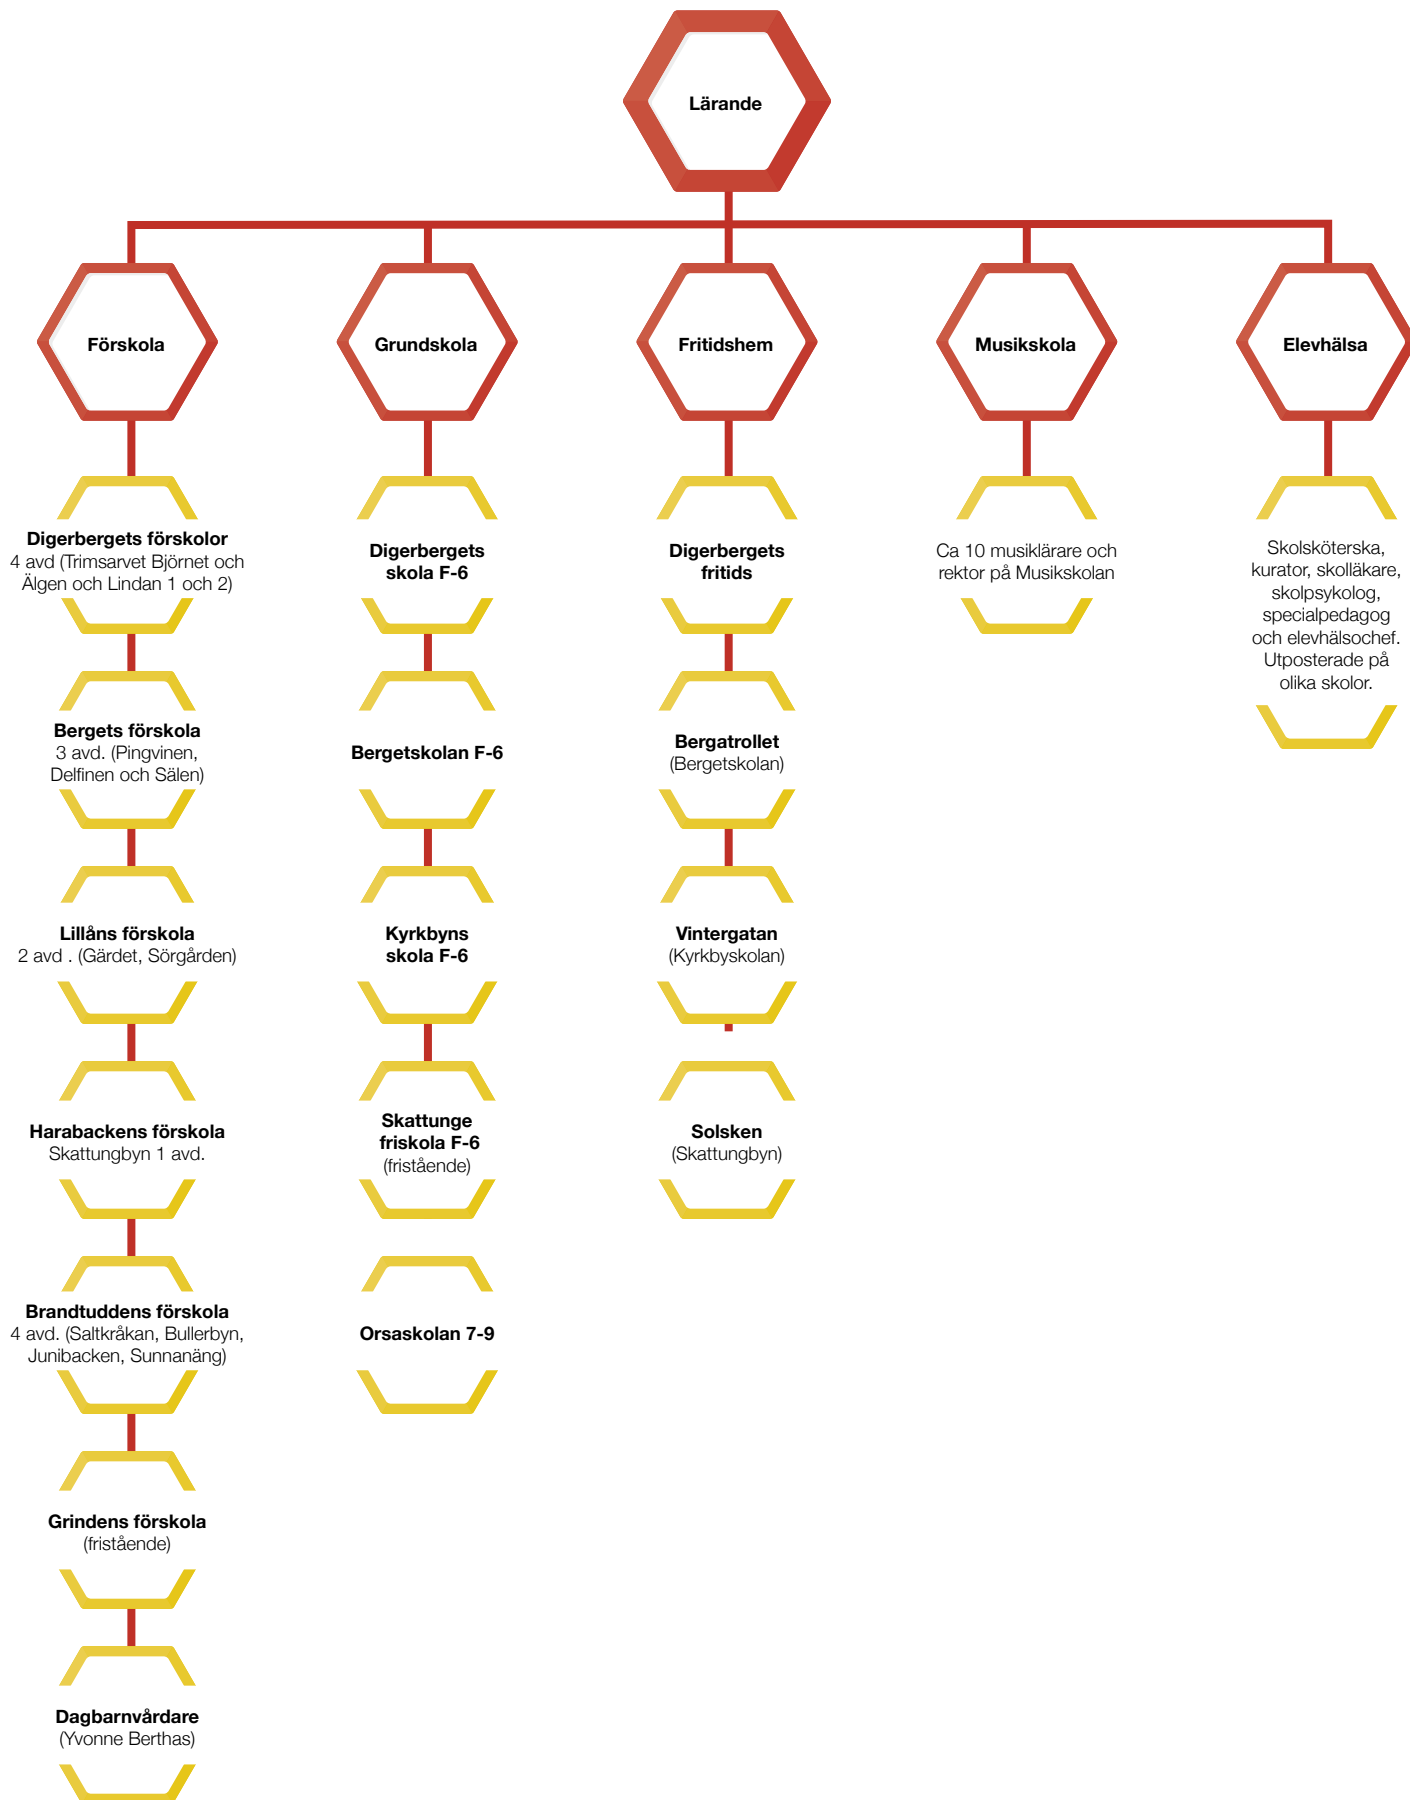 Lärande
Förskola
Grundskola
Fritidshem
Musikskola
Elevhälsa
Digerbergets förskolor
4 avd (Trimsarvet Björnet och
Älgen och Lindan 1 och 2)
Bergets förskola
3 avd. (Pingvinen,
Delfinen och Sälen)
Lillåns förskola
2 avd . (Gärdet, Sörgården)
Harabackens förskola
Skattungbyn 1 avd.
Brandtuddens förskola
4 avd. (Saltkråkan, Bullerbyn,
Junibacken, Sunnanäng)
Grindens förskola
(fristående)
Dagbarnvårdare
(Yvonne Berthas)
Digerbergets
skola F-6
Bergetskolan F-6
Kyrkbyns
skola F-6
Skattunge
friskola F-6
(fristående)
Orsaskolan 7-9
Digerbergets
fritids
Bergatrollet
(Bergetskolan)
Vintergatan
(Kyrkbyskolan)
Solsken
(Skattungbyn)
Ca 10 musiklärare och
rektor på Musikskolan
Skolsköterska,
kurator, skolläkare,
skolpsykolog,
specialpedagog
och elevhälsochef.
Utposterade på
olika skolor.